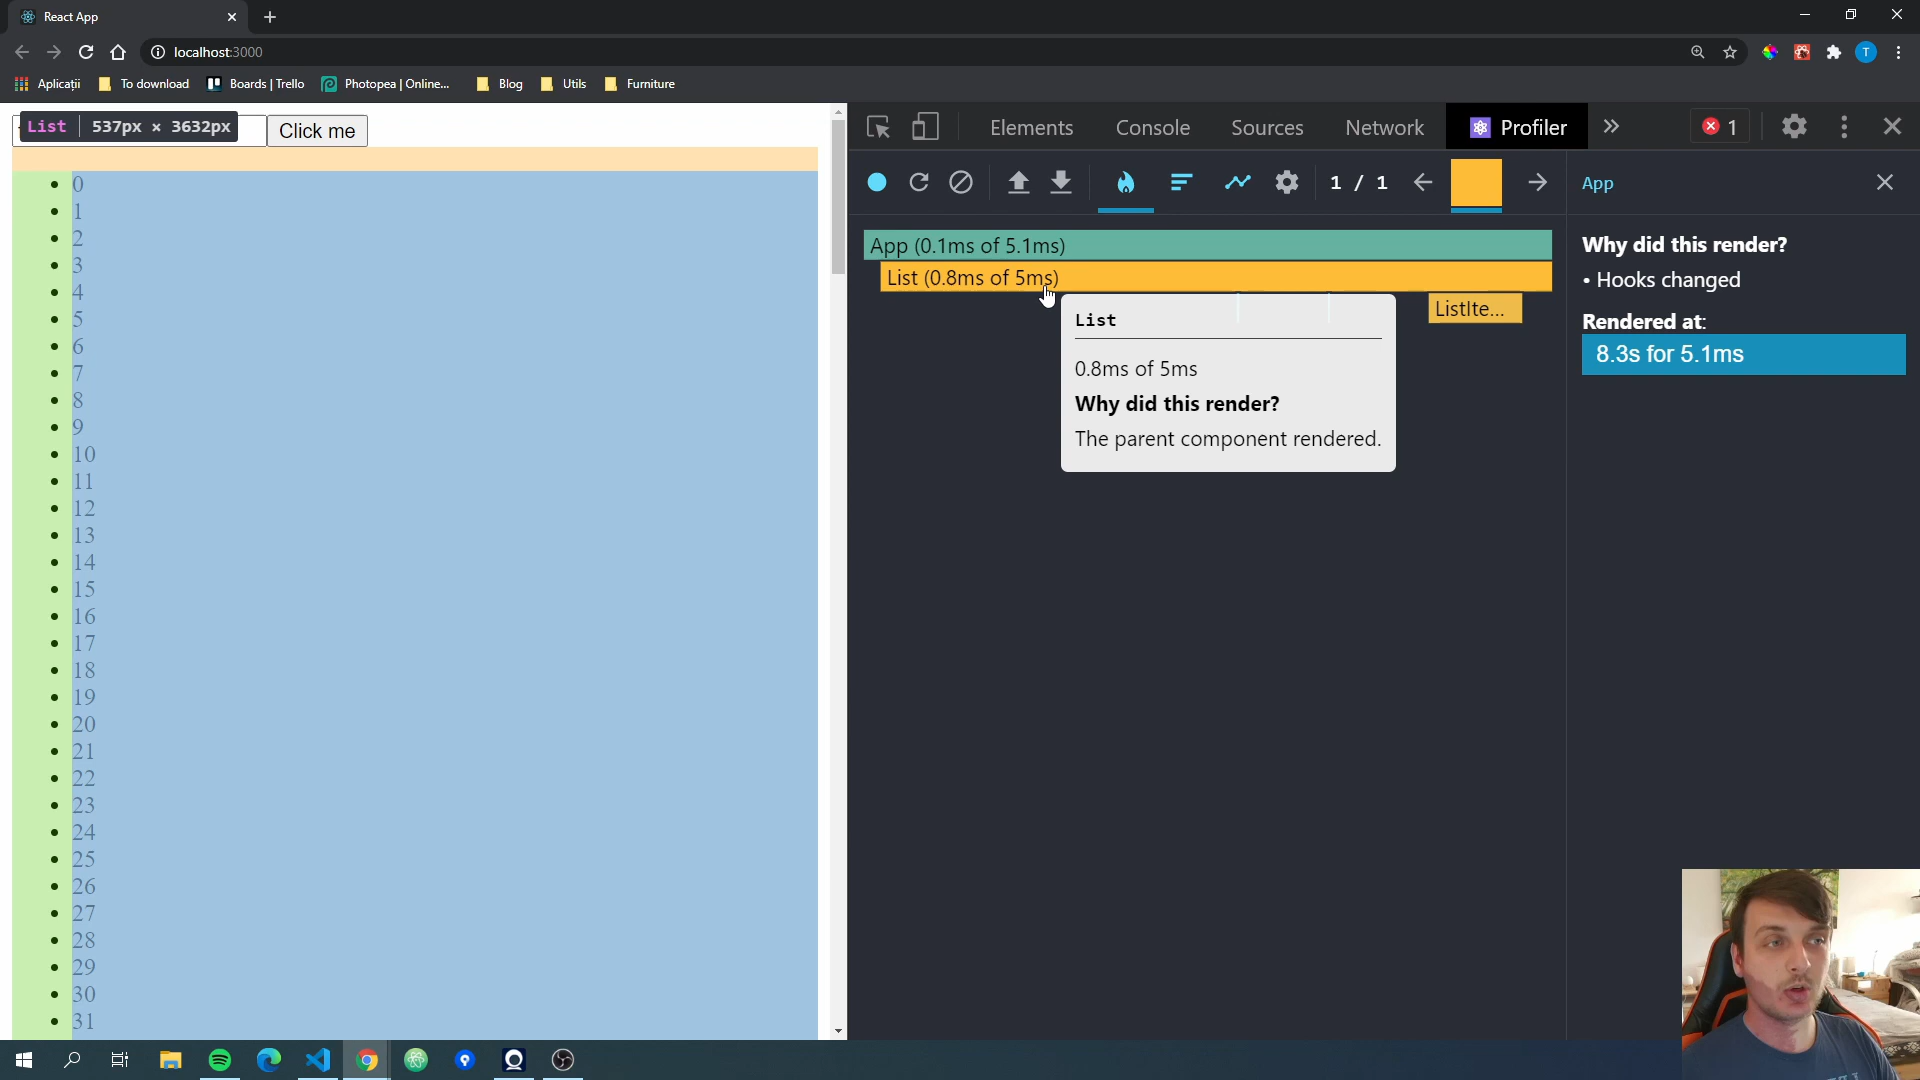 React App
localhost:3000
T
Aplicații
To download
Boards | Trello
Photopea | Online...
Blog
Utils
Furniture
List 537px × 3632px
Click me
Elements
Console
Sources
Network
Profiler
1
1 / 1
App
App (0.1ms of 5.1ms)
List (0.8ms of 5ms)
ListIte...
List
0.8ms of 5ms
Why did this render?
The parent component rendered.
Why did this render?
• Hooks changed
Rendered at:
8.3s for 5.1ms
0
1
2
3
4
5
6
7
8
9
10
11
12
13
14
15
16
17
18
19
20
21
22
23
24
25
26
27
28
29
30
31